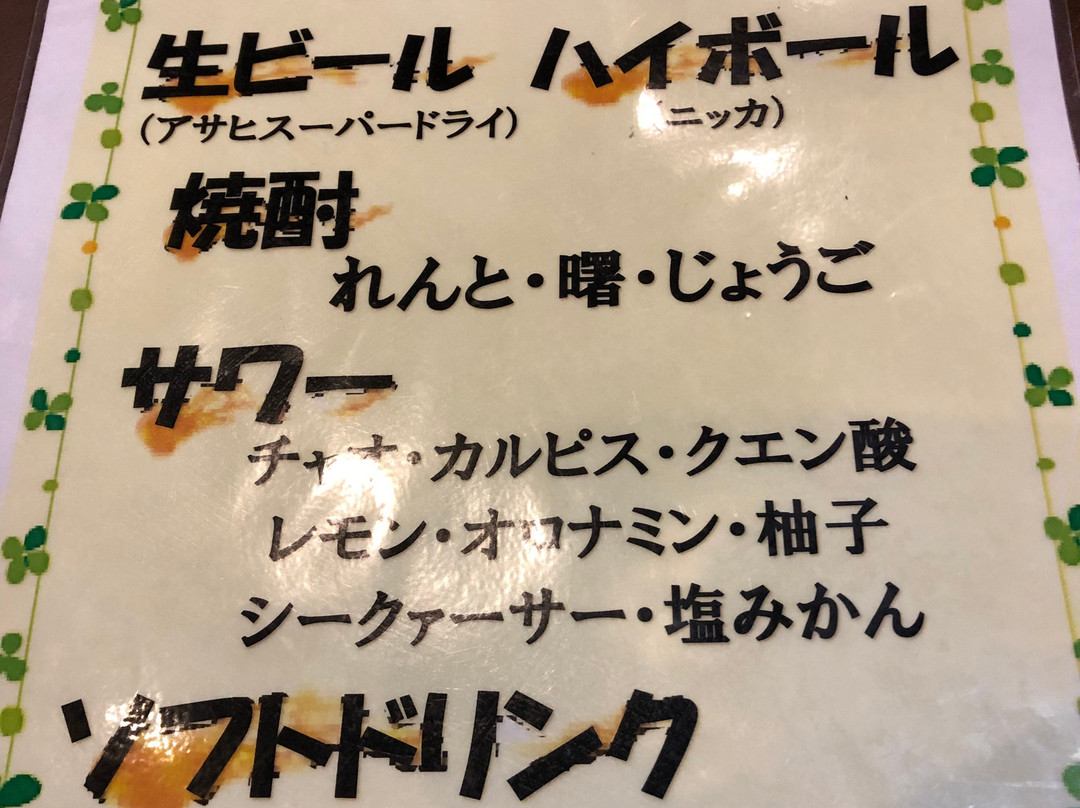 生ビール ハイボール
(アサヒスーパードライ) (ニッカ)
焼酎
れんと・曙・じょうご
サワー
チャオ・カルピス・クエン酸
レモン・オロナミン・柚子
シークァーサー・塩みかん
ソフトドリンク